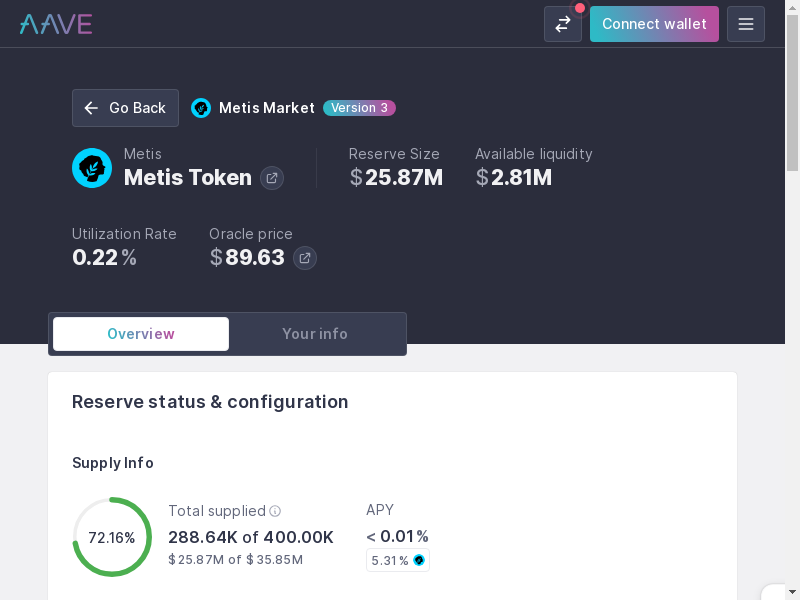 AAVE
Connect wallet
Go Back
Metis Market
Version 3
Metis
Metis Token
Reserve Size
$25.87M
Available liquidity
$2.81M
Utilization Rate
0.22%
Oracle price
$89.63
Overview
Your info
Reserve status & configuration
Supply Info
72.16%
Total supplied
288.64K of 400.00K
$25.87M of $35.85M
APY
< 0.01%
5.31%